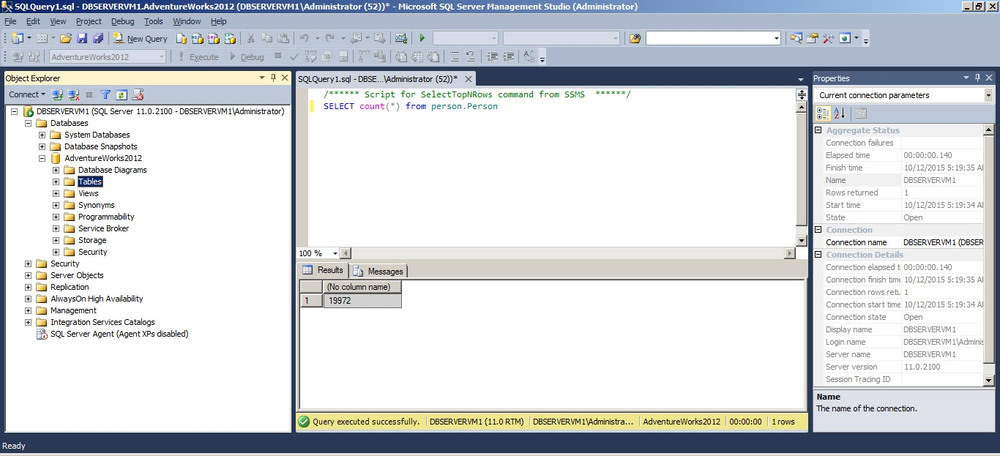 SQLQuery1.sql - DBSERVERVM1.AdventureWorks2012 (DBSERVERVM1\Administrator (52))* - Microsoft SQL Server Management Studio (Administrator)
File Edit View Project Debug Tools Window Help
New Query
AdventureWorks2012 Execute Debug
Object Explorer
Connect
DBSERVERVM1 (SQL Server 11.0.2100 - DBSERVERVM1\Administrator)
Databases
System Databases
Database Snapshots
AdventureWorks2012
Database Diagrams
Tables
Views
Synonyms
Programmability
Service Broker
Storage
Security
Security
Server Objects
Replication
AlwaysOn High Availability
Management
Integration Services Catalogs
SQL Server Agent (Agent XPs disabled)
SQLQuery1.sql - DBSE...\Administrator (52))*
/****** Script for SelectTopNRows command from SSMS ******/
SELECT count(*) from person.Person
100 %
Results Messages
(No column name)
1 19972
Query executed successfully. DBSERVERVM1 (11.0 RTM) DBSERVERVM1\Administra... AdventureWorks2012 00:00:00 1 rows
Properties
Current connection parameters
Aggregate Status
Connection failures
Elapsed time 00:00:00.140
Finish time 10/12/2015 5:19:35 A
Name DBSERVERVM1
Rows returned 1
Start time 10/12/2015 5:19:34 A
State Open
Connection
Connection name DBSERVERVM1 (DBSER
Connection Details
Connection elapsed t 00:00:00.140
Connection finish time 10/12/2015 5:19:35 A
Connection rows retu 1
Connection start time 10/12/2015 5:19:34 A
Connection state Open
Display name DBSERVERVM1
Login name DBSERVERVM1\Adminis
Server name DBSERVERVM1
Server version 11.0.2100
Session Tracing ID
Name
The name of the connection.
Ready